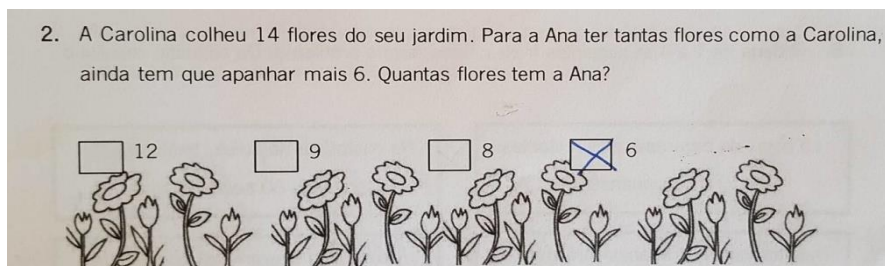 2. A Carolina colheu 14 flores do seu jardim. Para a Ana ter tantas flores como a Carolina,
ainda tem que apanhar mais 6. Quantas flores tem a Ana?
12 9 8 6